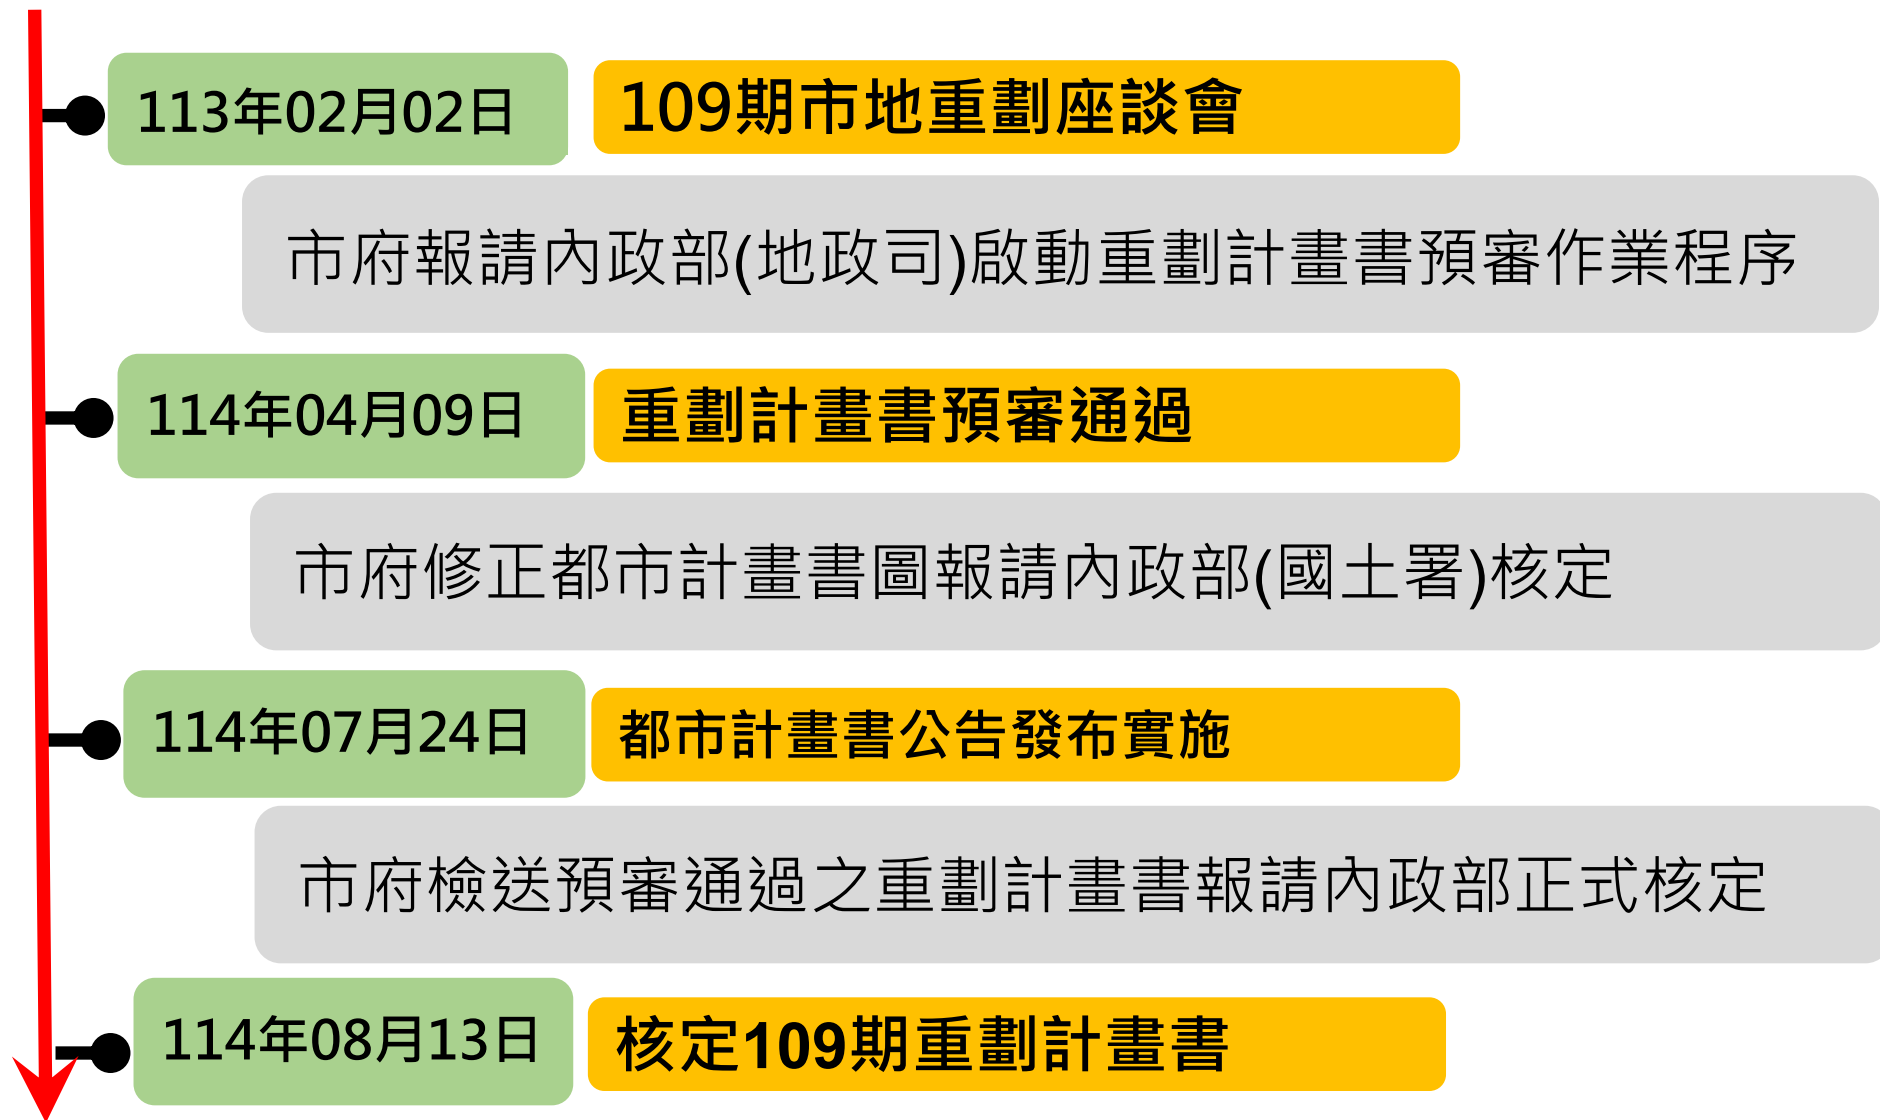 113年02月02日
109期市地重劃座談會
市府報請內政部(地政司)啟動重劃計畫書預審作業程序
114年04月09日
重劃計畫書預審通過
市府修正都市計畫書圖報請內政部(國土署)核定
114年07月24日
都市計畫書公告發布實施
市府檢送預審通過之重劃計畫書報請內政部正式核定
114年08月13日
核定109期重劃計畫書